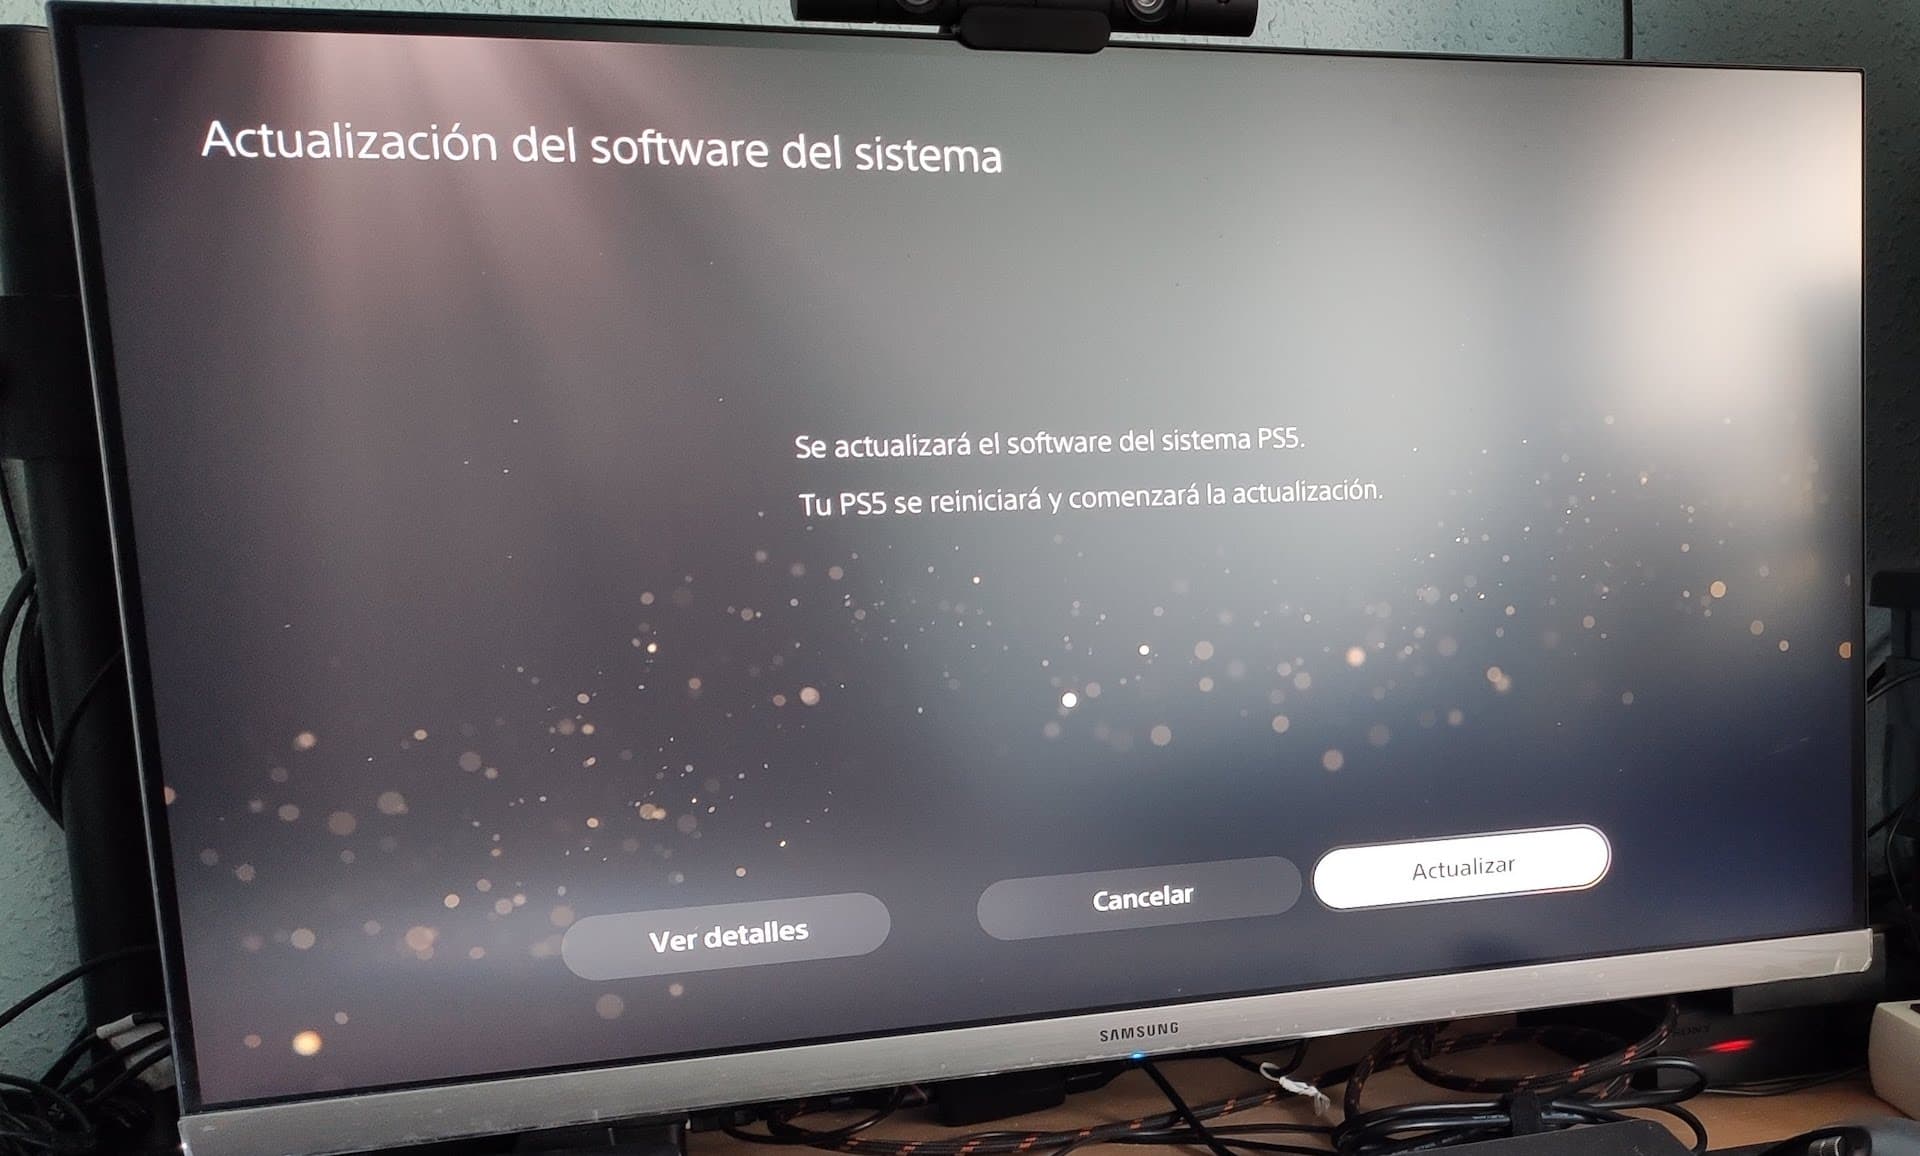 Actualización del software del sistema
Se actualizará el software del sistema PS5.
Tu PS5 se reiniciará y comenzará la actualización.
Ver detalles
Cancelar
Actualizar
SAMSUNG
SONY